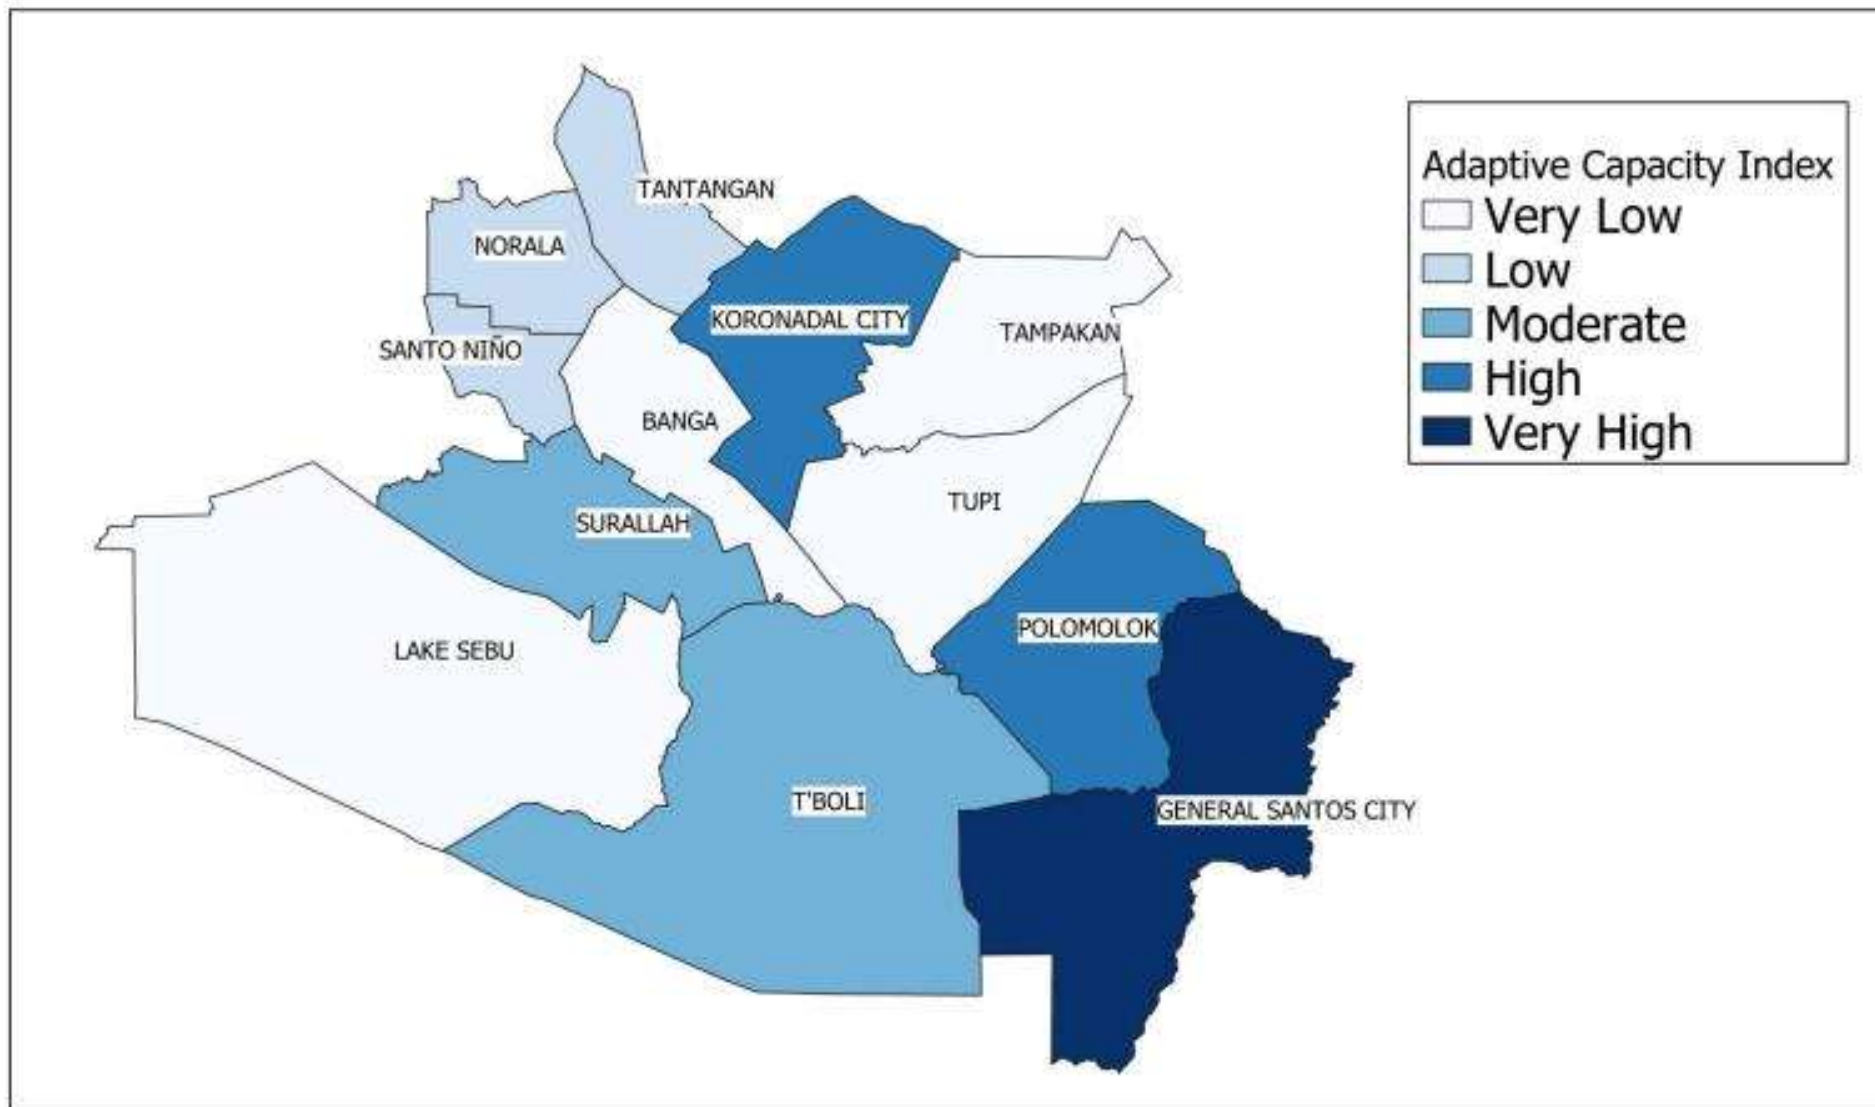 TANTANGAN
NORALA
KORONADAL CITY
TAMPAKAN
SANTO NIÑO
BANGA
TUPI
SURALLAH
POLOMOLOK
LAKE SEBU
T'BOLI
GENERAL SANTOS CITY
Adaptive Capacity Index
Very Low
Low
Moderate
High
Very High